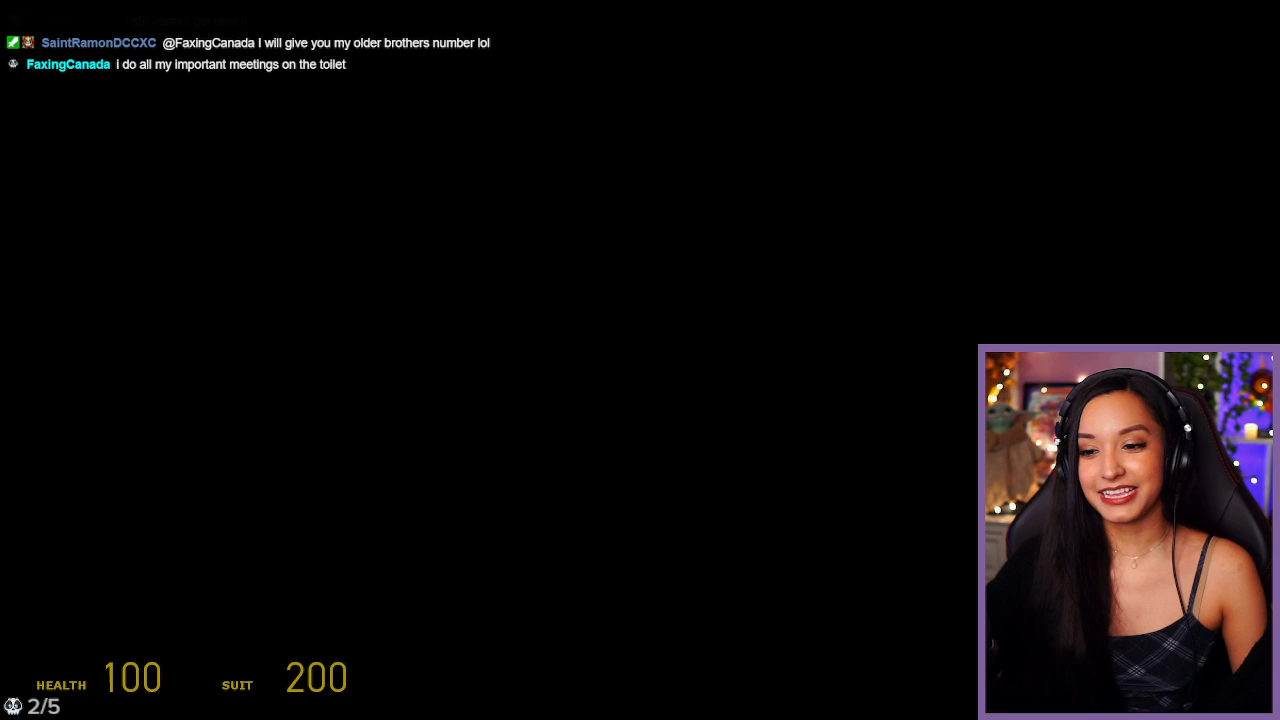 SaintRamonDCCXC @FaxingCanada I will give you my older brothers number lol
FaxingCanada i do all my important meetings on the toilet
HEALTH 100 SUIT 200
2/5